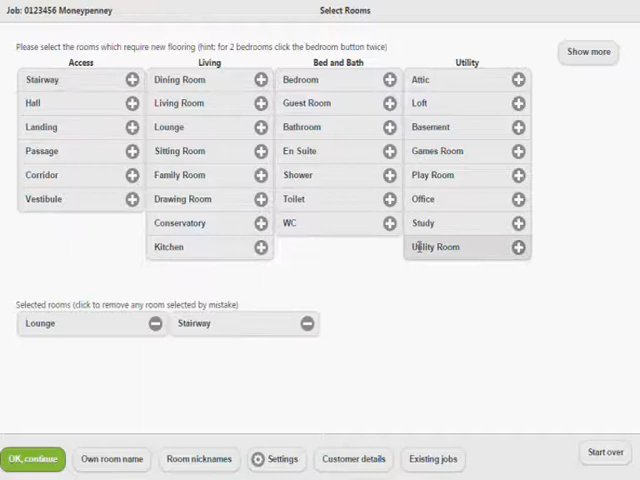 Job: 0123456 Moneypenney
Select Rooms
Please select the rooms which require new flooring (hint: for 2 bedrooms click the bedroom button twice)
Show more
Access
Stairway
Hall
Landing
Passage
Corridor
Vestibule
Living
Dining Room
Living Room
Lounge
Sitting Room
Family Room
Drawing Room
Conservatory
Kitchen
Bed and Bath
Bedroom
Guest Room
Bathroom
En Suite
Shower
Toilet
WC
Utility
Attic
Loft
Basement
Games Room
Play Room
Office
Study
Utility Room
Selected rooms (click to remove any room selected by mistake)
Lounge
Stairway
OK, continue
Own room name
Room nicknames
Settings
Customer details
Existing jobs
Start over